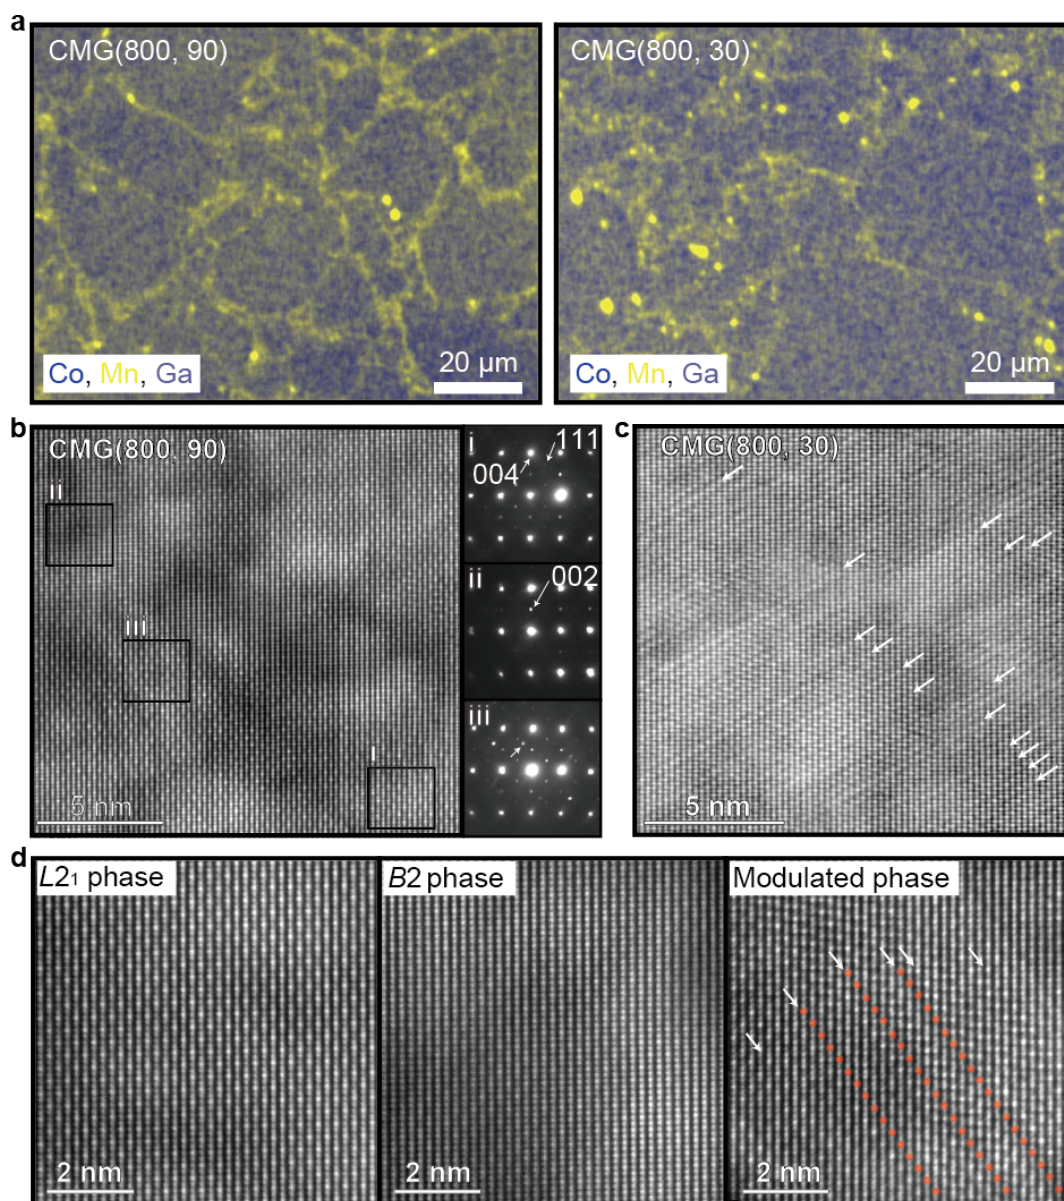 a
CMG(800, 90)
Co, Mn, Ga
20 μm
CMG(800, 30)
Co, Mn, Ga
20 μm
b
CMG(800, 90)
ii
iii
i
5 nm
i
111
004
ii
002
iii
c
CMG(800, 30)
5 nm
d
L21 phase
2 nm
B2 phase
2 nm
Modulated phase
2 nm